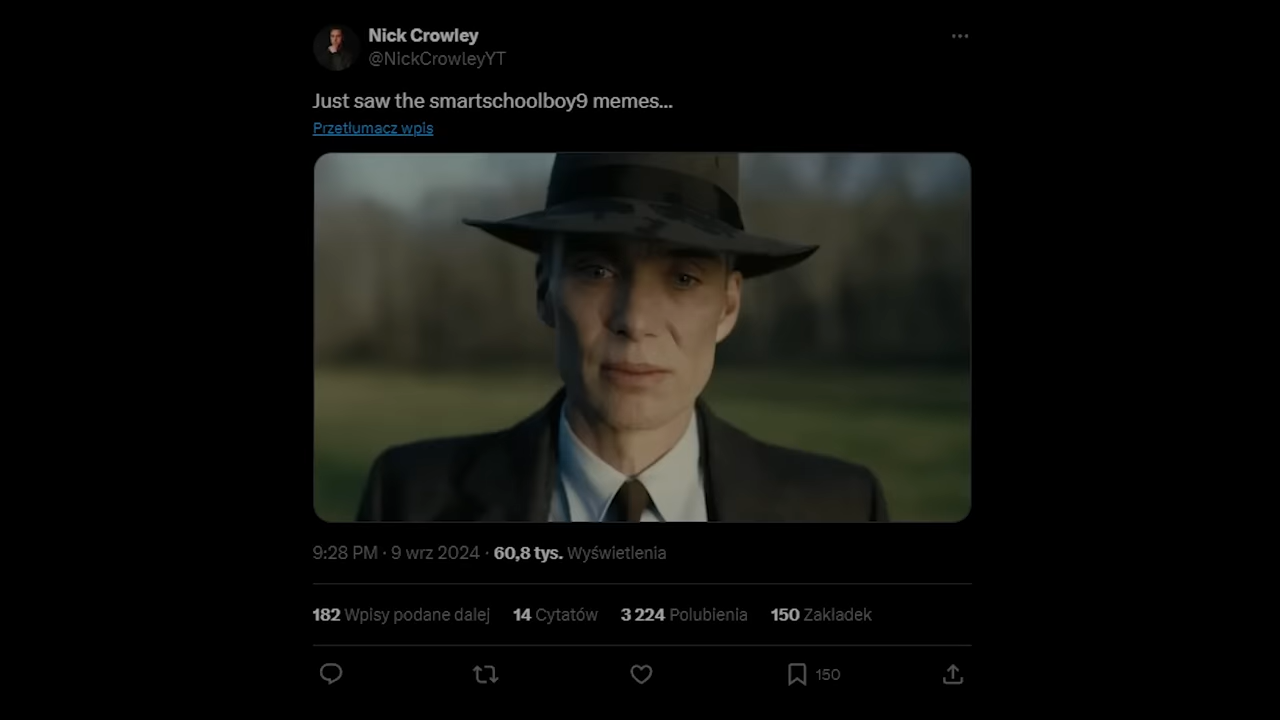 Nick Crowley
@NickCrowleyYT
Just saw the smartschoolboy9 memes...
Przetłumacz wpis
9:28 PM · 9 wrz 2024 · 60,8 tys. Wyświetlenia
182 Wpisy podane dalej 14 Cytatów 3 224 Polubienia 150 Zakładek
150